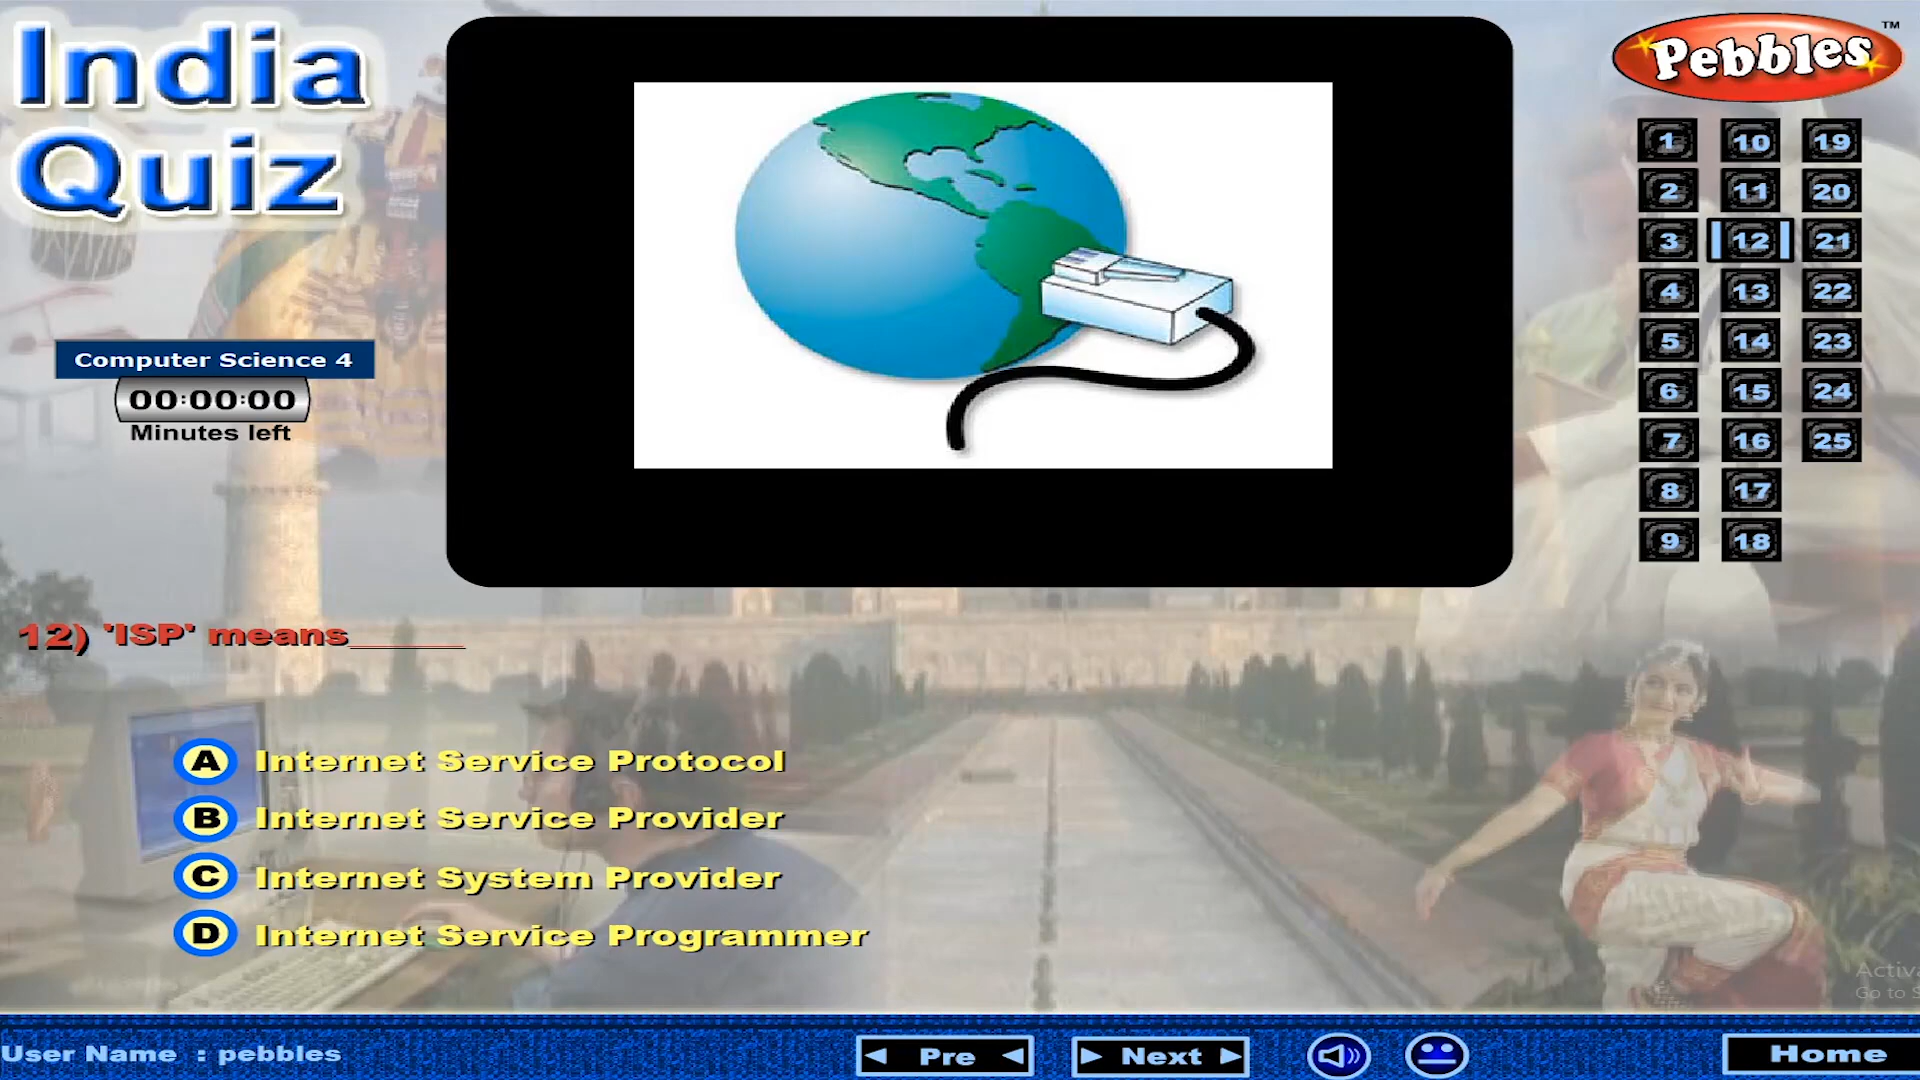 India
Quiz
Pebbles
TM
1 10 19
2 11 20
3 12 21
4 13 22
5 14 23
6 15 24
7 16 25
8 17
9 18
Computer Science 4
00:00:00
Minutes left
12) 'ISP' means______
A Internet Service Protocol
B Internet Service Provider
C Internet System Provider
D Internet Service Programmer
User Name : pebbles
Pre
Next
Home